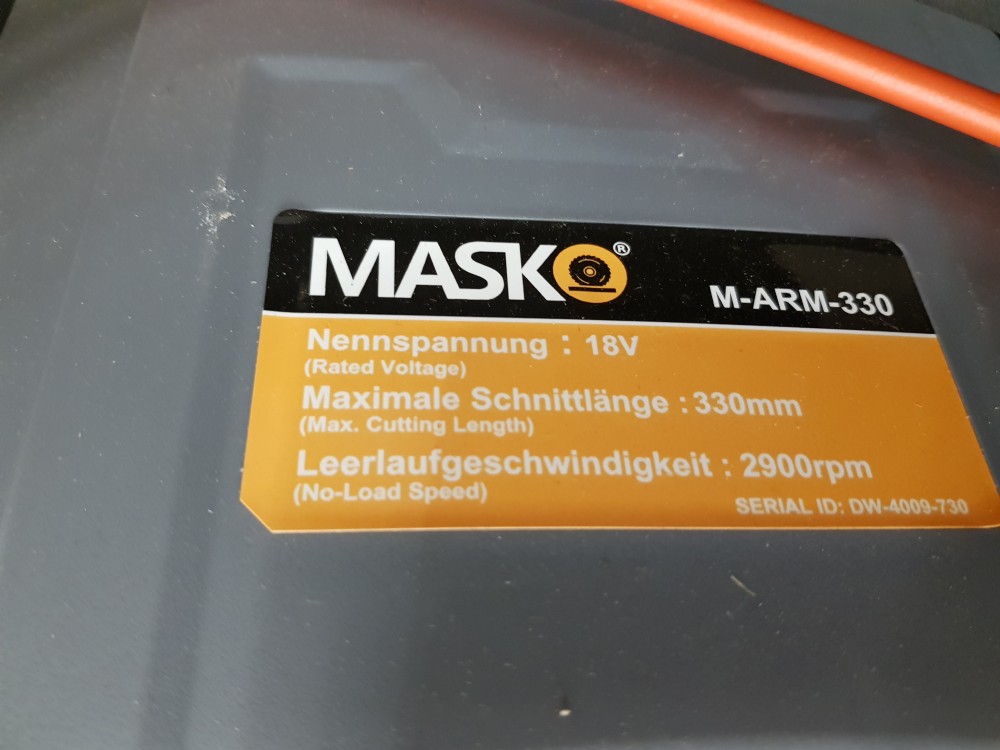 MASKO®
M-ARM-330
Nennspannung : 18V
(Rated Voltage)
Maximale Schnittlänge : 330mm
(Max. Cutting Length)
Leerlaufgeschwindigkeit : 2900rpm
(No-Load Speed)
SERIAL ID: DW-4009-730